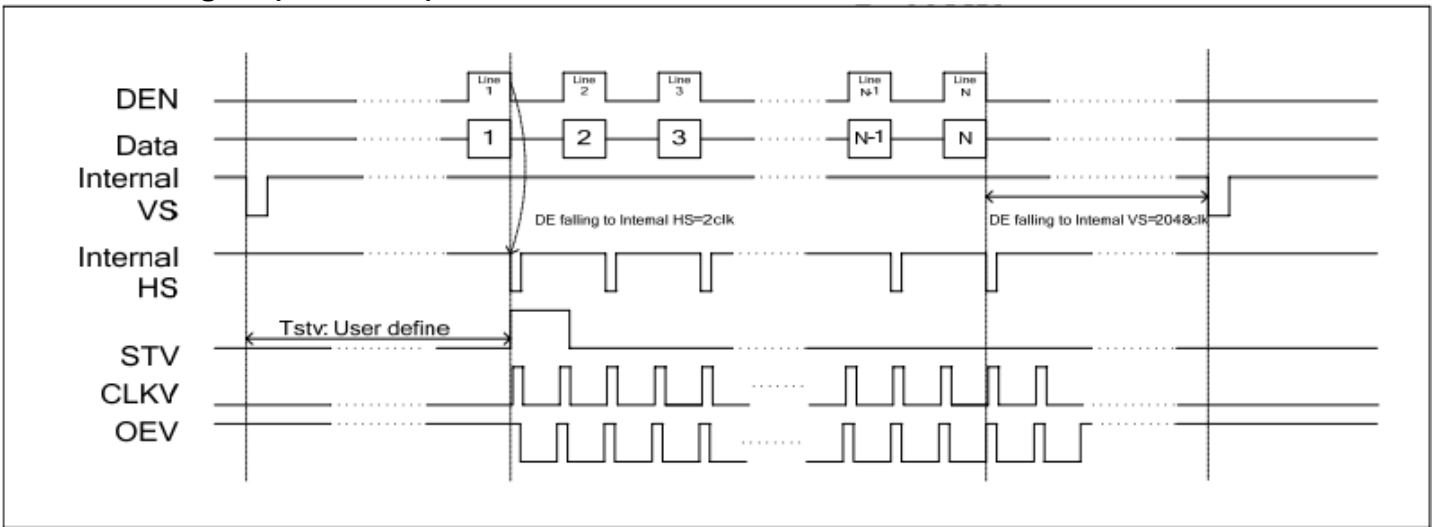 Line 1 Line 2 Line 3 Line N-1 Line N
DEN
Data 1 2 3 N-1 N
Internal
VS
DE falling to Internal HS=2clk DE falling to Internal VS=2048clk
Internal
HS
Tstv: User define
STV
CLKV
OEV